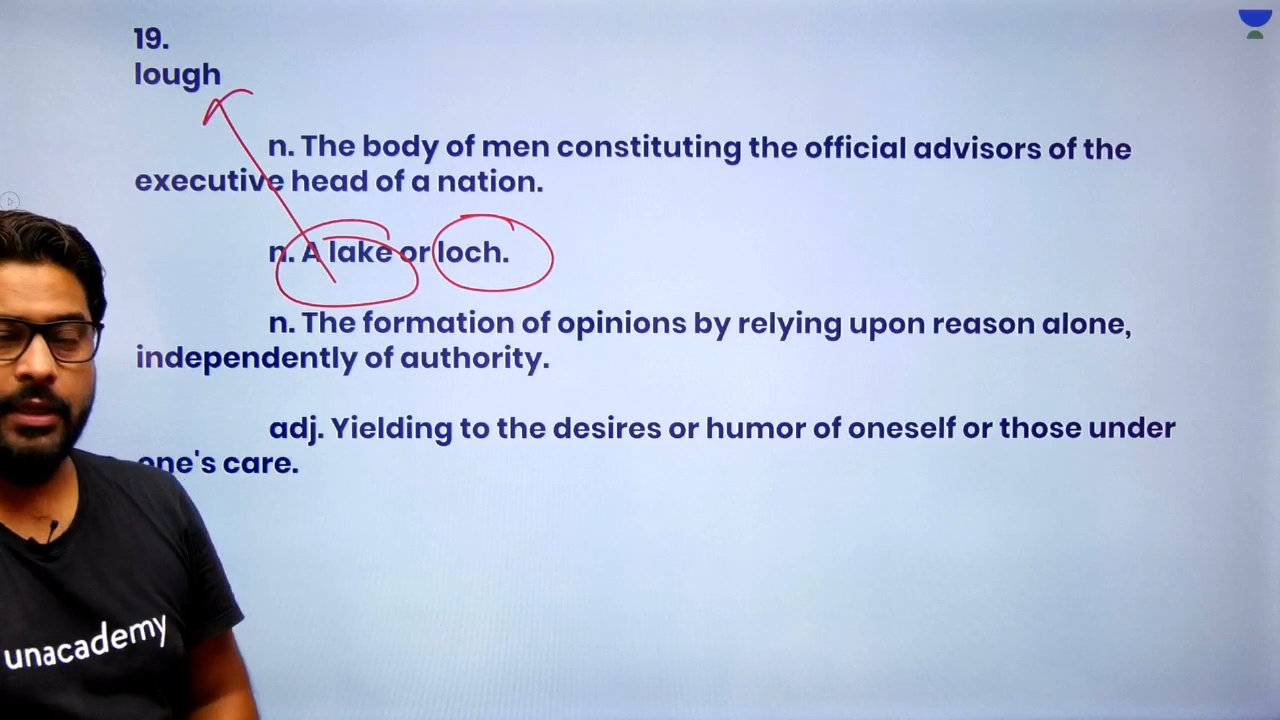 19.
lough
n. The body of men constituting the official advisors of the
executive head of a nation.
n. A lake or loch.
n. The formation of opinions by relying upon reason alone,
independently of authority.
adj. Yielding to the desires or humor of oneself or those under
one's care.
unacademy